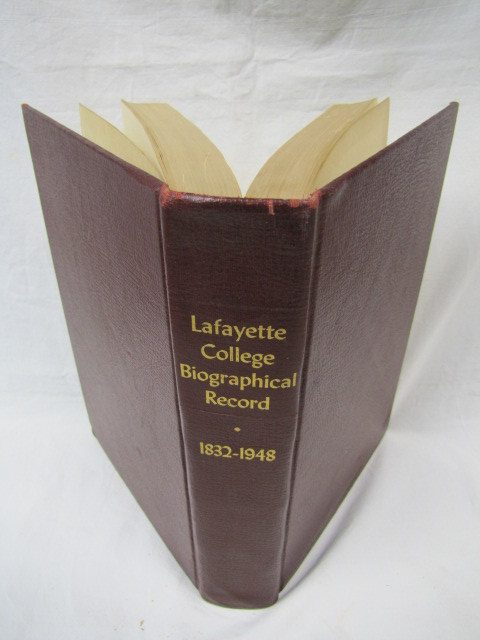 Lafayette
College
Biographical
Record
•
1832-1948